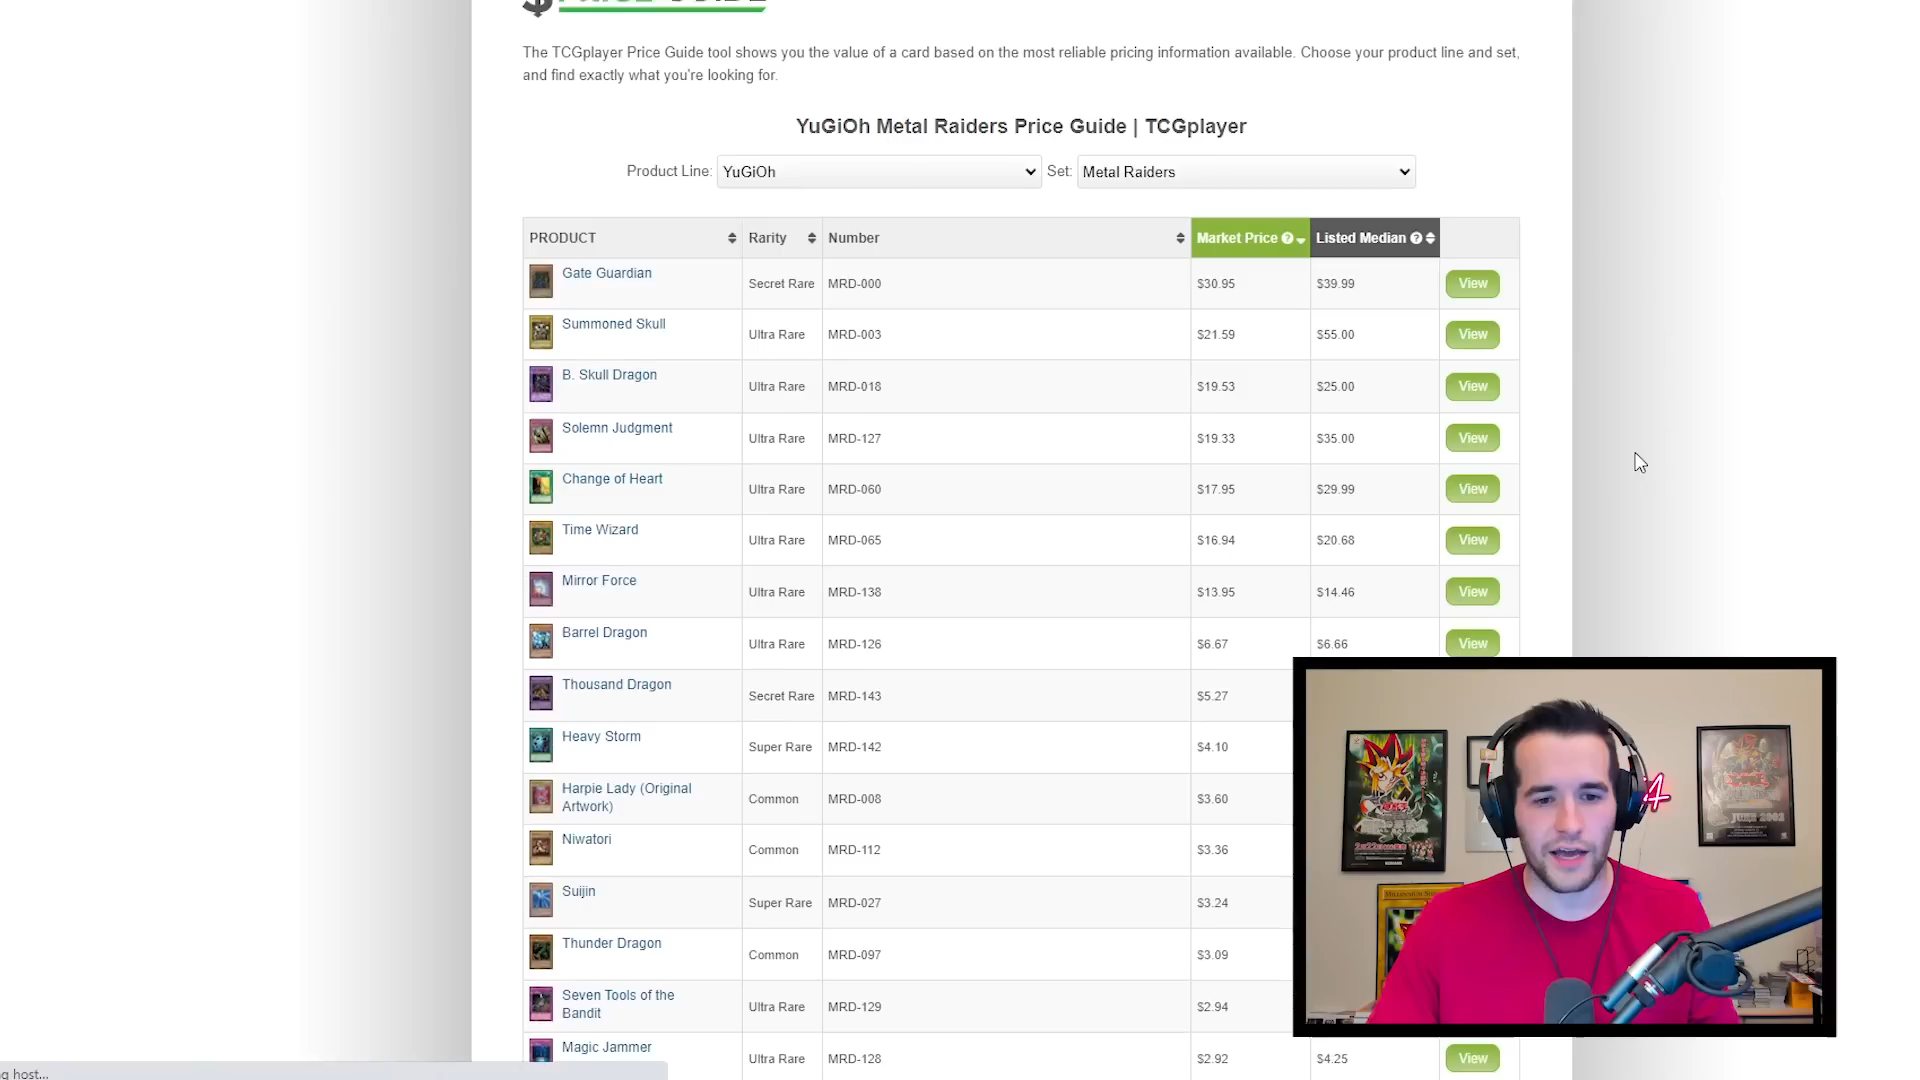 PRICE GUIDE
The TCGplayer Price Guide tool shows you the value of a card based on the most reliable pricing information available. Choose your product line and set,
and find exactly what you're looking for.
YuGiOh Metal Raiders Price Guide | TCGplayer
Product Line: YuGiOh Set: Metal Raiders
PRODUCT Rarity Number Market Price Listed Median
Gate Guardian Secret Rare MRD-000 $30.95 $39.99 View
Summoned Skull Ultra Rare MRD-003 $21.59 $55.00 View
B. Skull Dragon Ultra Rare MRD-018 $19.53 $25.00 View
Solemn Judgment Ultra Rare MRD-127 $19.33 $35.00 View
Change of Heart Ultra Rare MRD-060 $17.95 $29.99 View
Time Wizard Ultra Rare MRD-065 $16.94 $20.68 View
Mirror Force Ultra Rare MRD-138 $13.95 $14.46 View
Barrel Dragon Ultra Rare MRD-126 $6.67 $6.66 View
Thousand Dragon Secret Rare MRD-143 $5.27
Heavy Storm Super Rare MRD-142 $4.10
Harpie Lady (Original
Artwork) Common MRD-008 $3.60
Niwatori Common MRD-112 $3.36
Suijin Super Rare MRD-027 $3.24
Thunder Dragon Common MRD-097 $3.09
Seven Tools of the
Bandit Ultra Rare MRD-129 $2.94
Magic Jammer Ultra Rare MRD-128 $2.92 $4.25 View
g host...
JUNE 2002